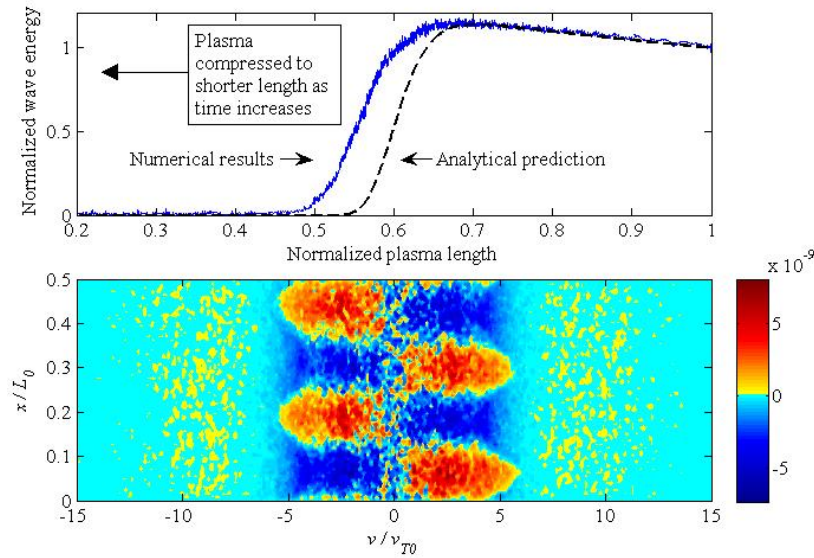 Normalized wave energy
1
0.5
0
Plasma
compressed to
shorter length as
time increases
Numerical results
Analytical prediction
0.2 0.3 0.4 0.5 0.6 0.7 0.8 0.9 1
Normalized plasma length
x / L0
0.5
0.4
0.3
0.2
0.1
0
-15 -10 -5 0 5 10 15
v / vT0
x 10-9
5
0
-5